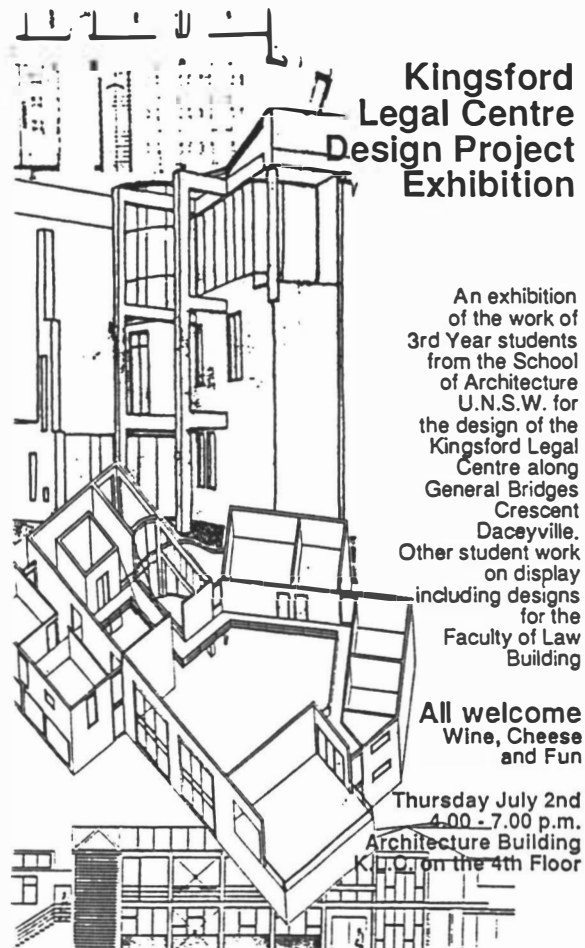 Kingsford
Legal Centre
Design Project
Exhibition
An exhibition
of the work of
3rd Year students
from the School
of Architecture
U.N.S.W. for
the design of the
Kingsford Legal
Centre along
General Bridges
Crescent
Daceyville.
Other student work
on display
including designs
for the
Faculty of Law
Building
All welcome
Wine, Cheese
and Fun
Thursday July 2nd
4.00 - 7.00 p.m.
Architecture Building
K.L.C. on the 4th Floor